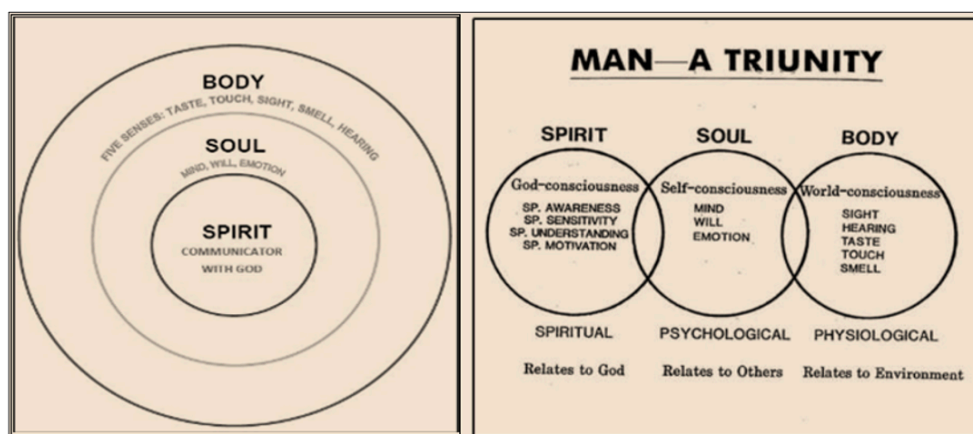 BODY
FIVE SENSES: TASTE, TOUCH, SIGHT, SMELL, HEARING
SOUL
MIND, WILL, EMOTION
SPIRIT
COMMUNICATOR
WITH GOD
MAN—A TRIUNITY
SPIRIT SOUL BODY
God-consciousness Self-consciousness World-consciousness
SP. AWARENESS
SP. SENSITIVITY
SP. UNDERSTANDING
SP. MOTIVATION
MIND
WILL
EMOTION
SIGHT
HEARING
TASTE
TOUCH
SMELL
SPIRITUAL PSYCHOLOGICAL PHYSIOLOGICAL
Relates to God Relates to Others Relates to Environment